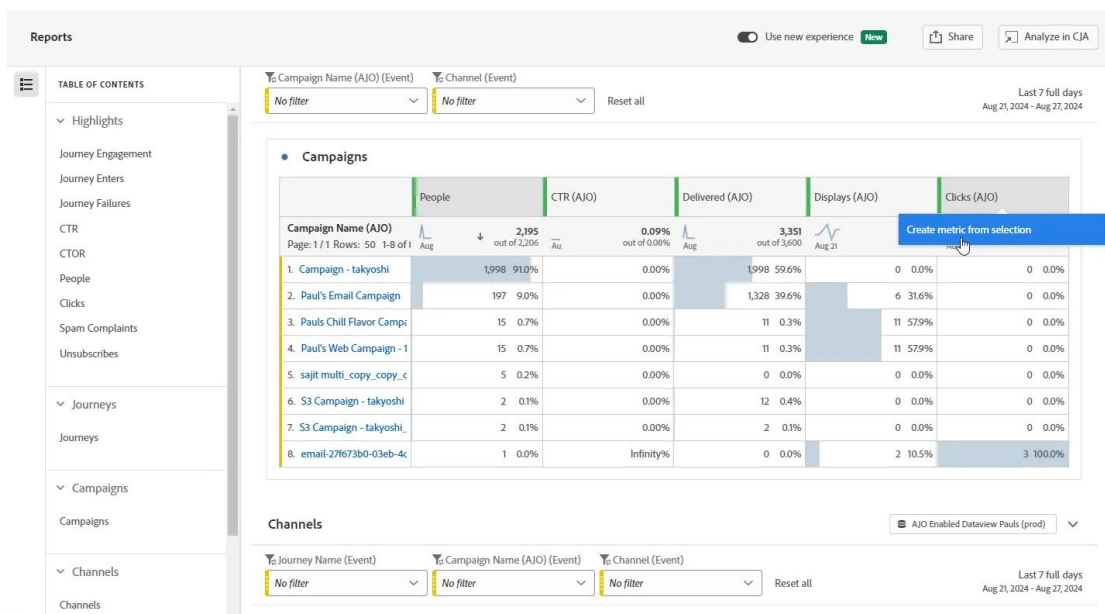 Reports
Use new experience New
Share
Analyze in CJA
TABLE OF CONTENTS
Highlights
Journey Engagement
Journey Enters
Journey Failures
CTR
CTOR
People
Clicks
Spam Complaints
Unsubscribes
Journeys
Journeys
Campaigns
Campaigns
Channels
Channels
Campaign Name (AJO) (Event) Channel (Event)
No filter No filter Reset all
Last 7 full days
Aug 21, 2024 - Aug 27, 2024
Campaigns
People CTR (AJO) Delivered (AJO) Displays (AJO) Clicks (AJO)
Create metric from selection
Campaign Name (AJO) 2,195 0.09% 3,351
Page: 1 / 1 Rows: 50 1-8 of Aug out of 2,206 Au out of 0.08% Aug out of 3,600 Aug 21
1. Campaign - takyoshi 1,998 91.0% 0.00% 1,998 59.6% 0 0.0% 0 0.0%
2. Paul's Email Campaign 197 9.0% 0.00% 1,328 39.6% 6 31.6% 0 0.0%
3. Pauls Chill Flavor Campa 15 0.7% 0.00% 11 0.3% 11 57.9% 0 0.0%
4. Paul's Web Campaign - 1 15 0.7% 0.00% 11 0.3% 11 57.9% 0 0.0%
5. sajit multi_copy_copy_c 5 0.2% 0.00% 0 0.0% 0 0.0% 0 0.0%
6. S3 Campaign - takyoshi 2 0.1% 0.00% 12 0.4% 0 0.0% 0 0.0%
7. S3 Campaign - takyoshi_ 2 0.1% 0.00% 2 0.1% 0 0.0% 0 0.0%
8. email-27f673b0-03eb-4c 1 0.0% Infinity% 0 0.0% 2 10.5% 3 100.0%
Channels
AJO Enabled Dataview Pauls (prod)
Journey Name (Event) Campaign Name (AJO) (Event) Channel (Event)
No filter No filter No filter Reset all
Last 7 full days
Aug 21, 2024 - Aug 27, 2024